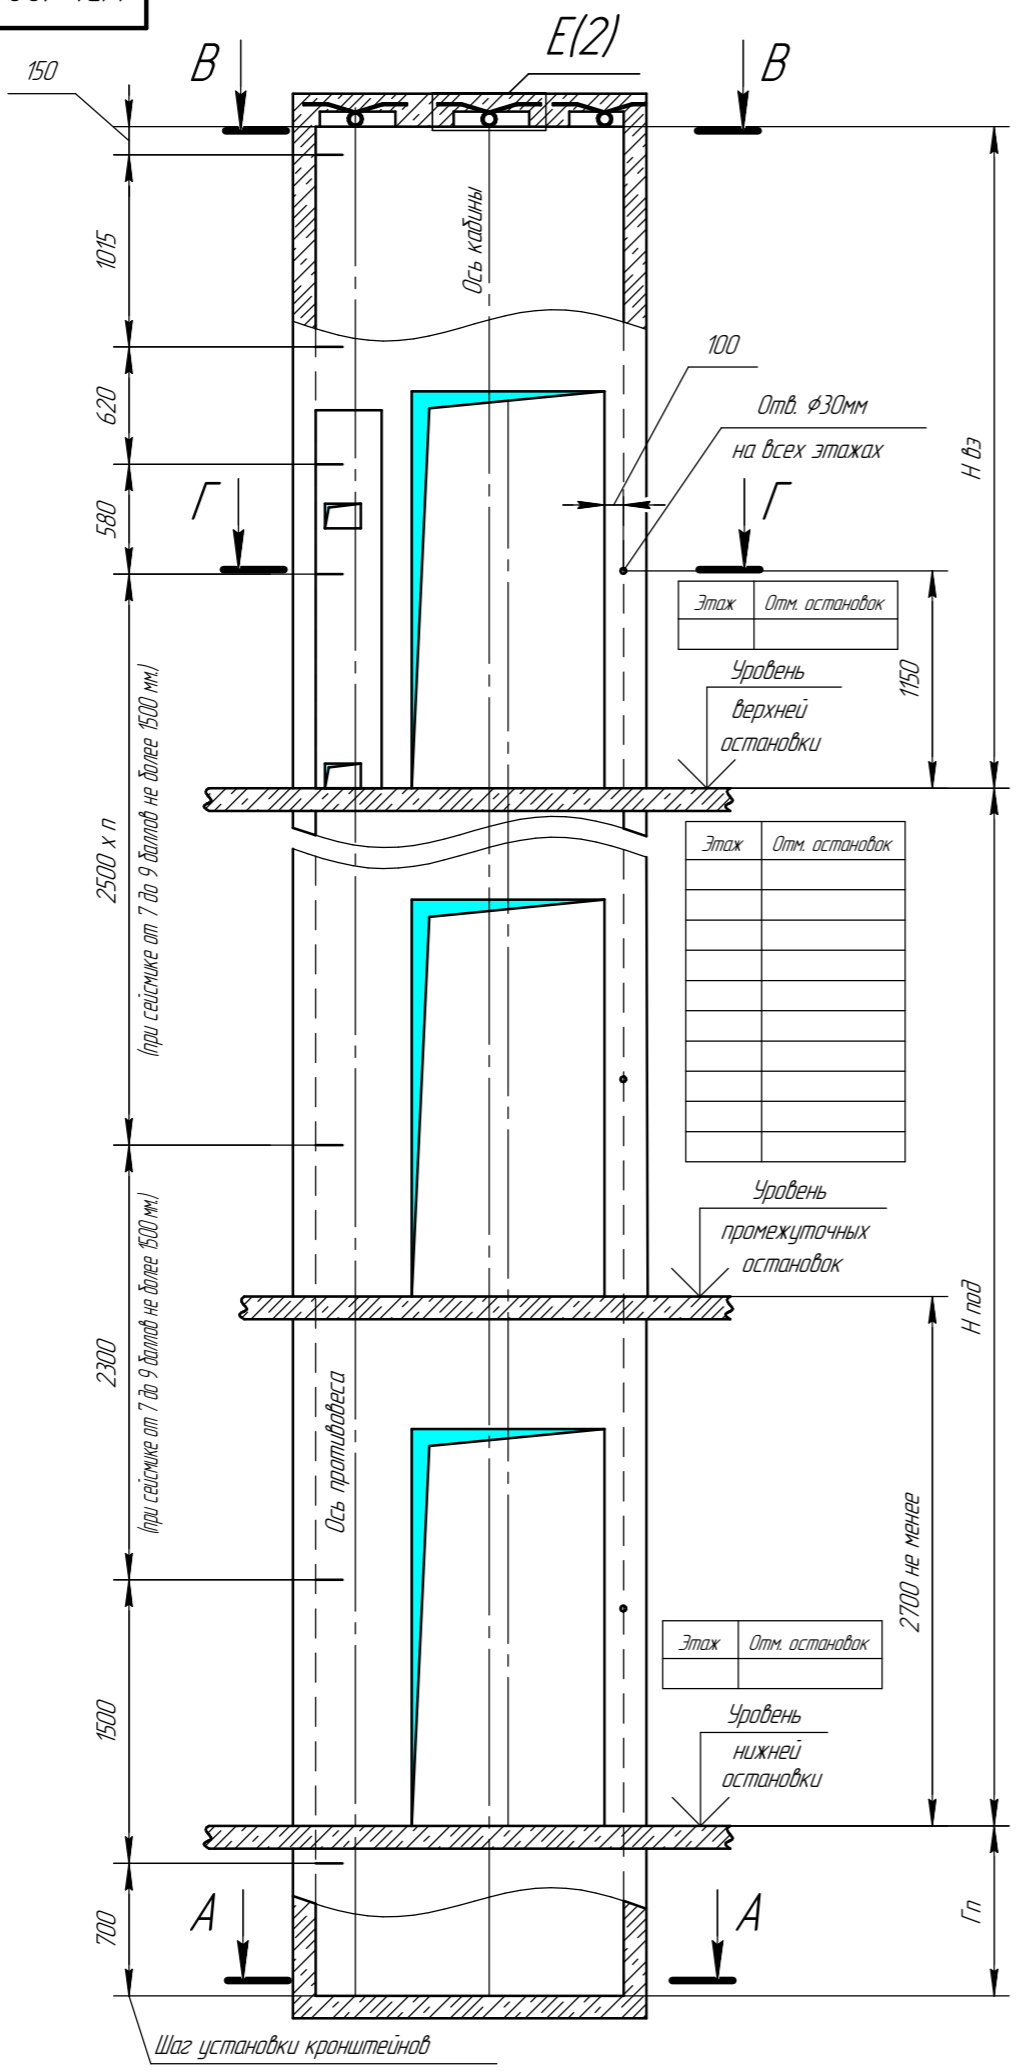 150
В
Е(2)
В
1015
Ось кабины
620
100
Отв. ϕ30мм
на всех этажах
Н вз
580
Г
Г
Этаж Отм. остановок
1150
Уровень
верхней
остановки
2500 х п
(при сейсмике от 7 до 9 баллов не более 1500 мм.)
Этаж Отм. остановок
Уровень
промежуточных
остановок
Н под
2300
(при сейсмике от 7 до 9 баллов не более 1500 мм.)
Ось противовеса
2700 не менее
Этаж Отм. остановок
1500
Уровень
нижней
остановки
700
А
А
Гп
Шаг установки кронштейнов